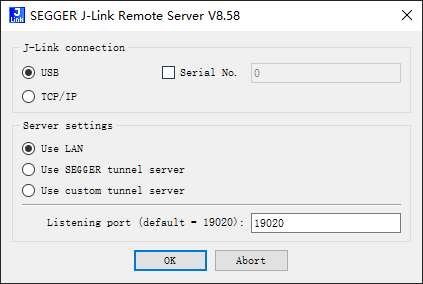 J-Link
SEGGER J-Link Remote Server V8.58
J-Link connection
USB
Serial No.
0
TCP/IP
Server settings
Use LAN
Use SEGGER tunnel server
Use custom tunnel server
Listening port (default = 19020):
19020
OK
Abort